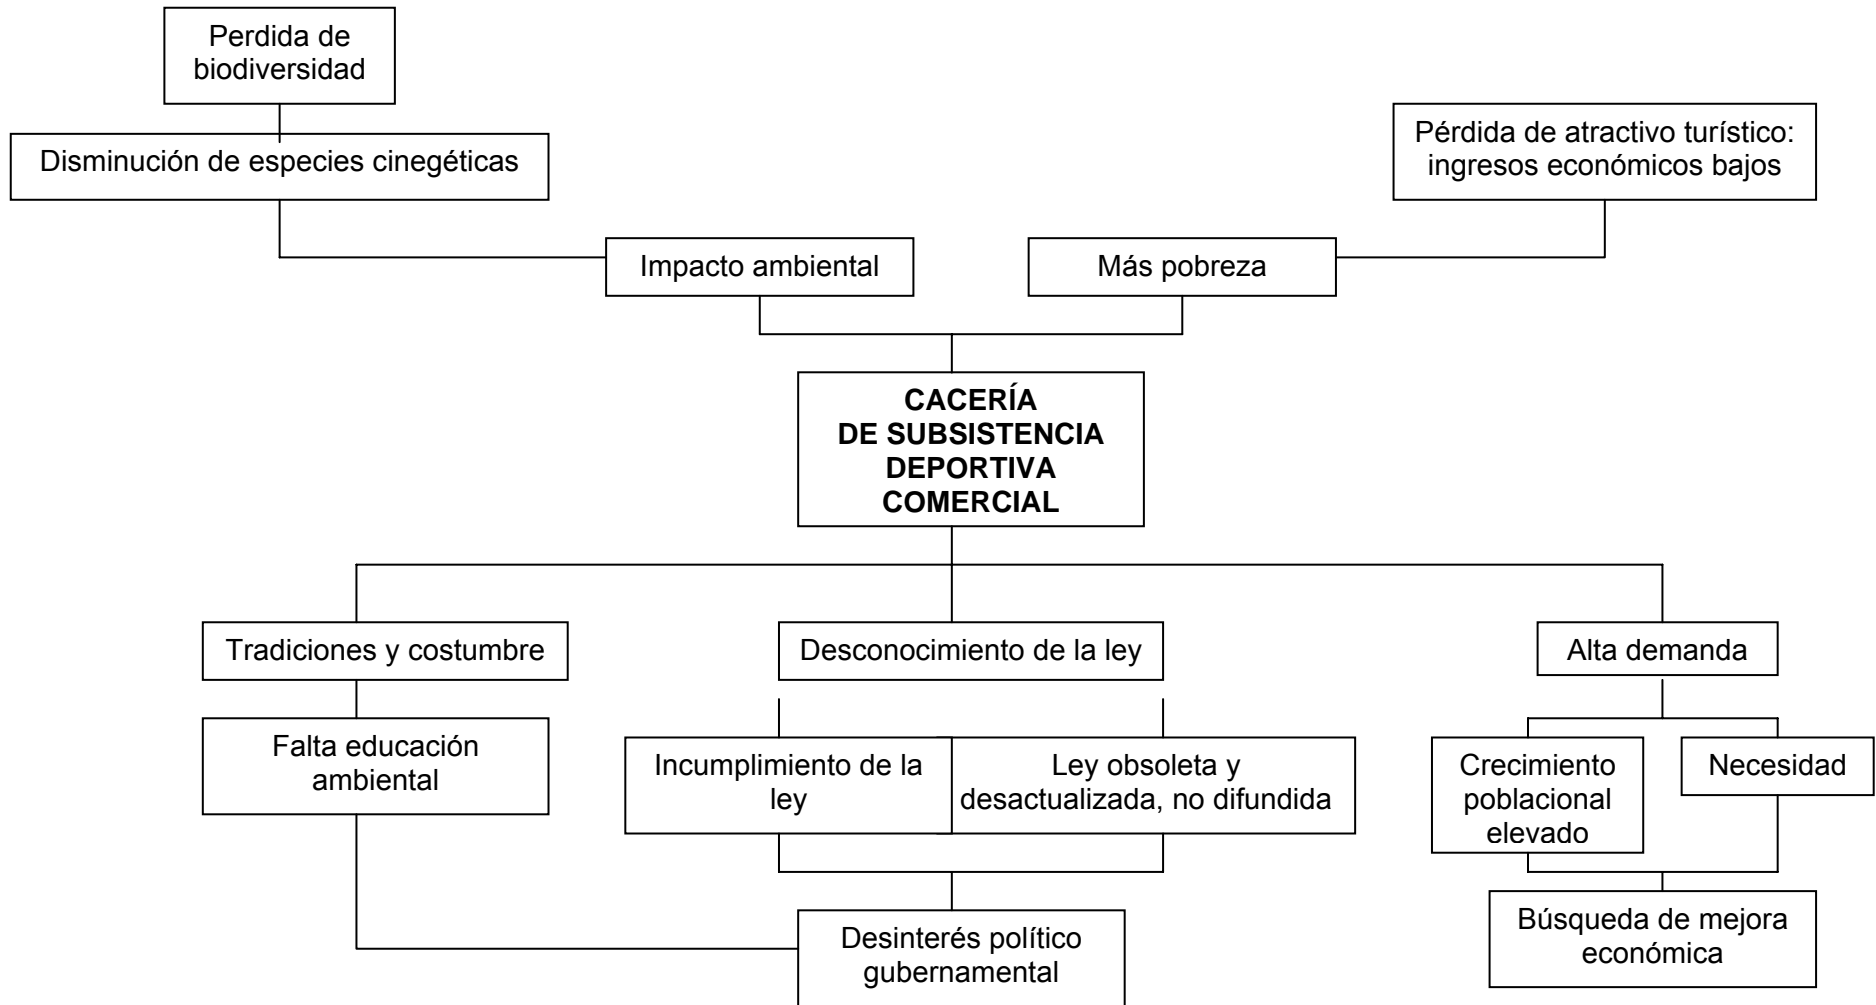 Perdida de
biodiversidad
Disminución de especies cinegéticas
Pérdida de atractivo turístico:
ingresos económicos bajos
Impacto ambiental
Más pobreza
CACERÍA
DE SUBSISTENCIA
DEPORTIVA
COMERCIAL
Tradiciones y costumbre
Desconocimiento de la ley
Alta demanda
Falta educación
ambiental
Incumplimiento de la
ley
Ley obsoleta y
desactualizada, no difundida
Crecimiento
poblacional
elevado
Necesidad
Desinterés político
gubernamental
Búsqueda de mejora
económica